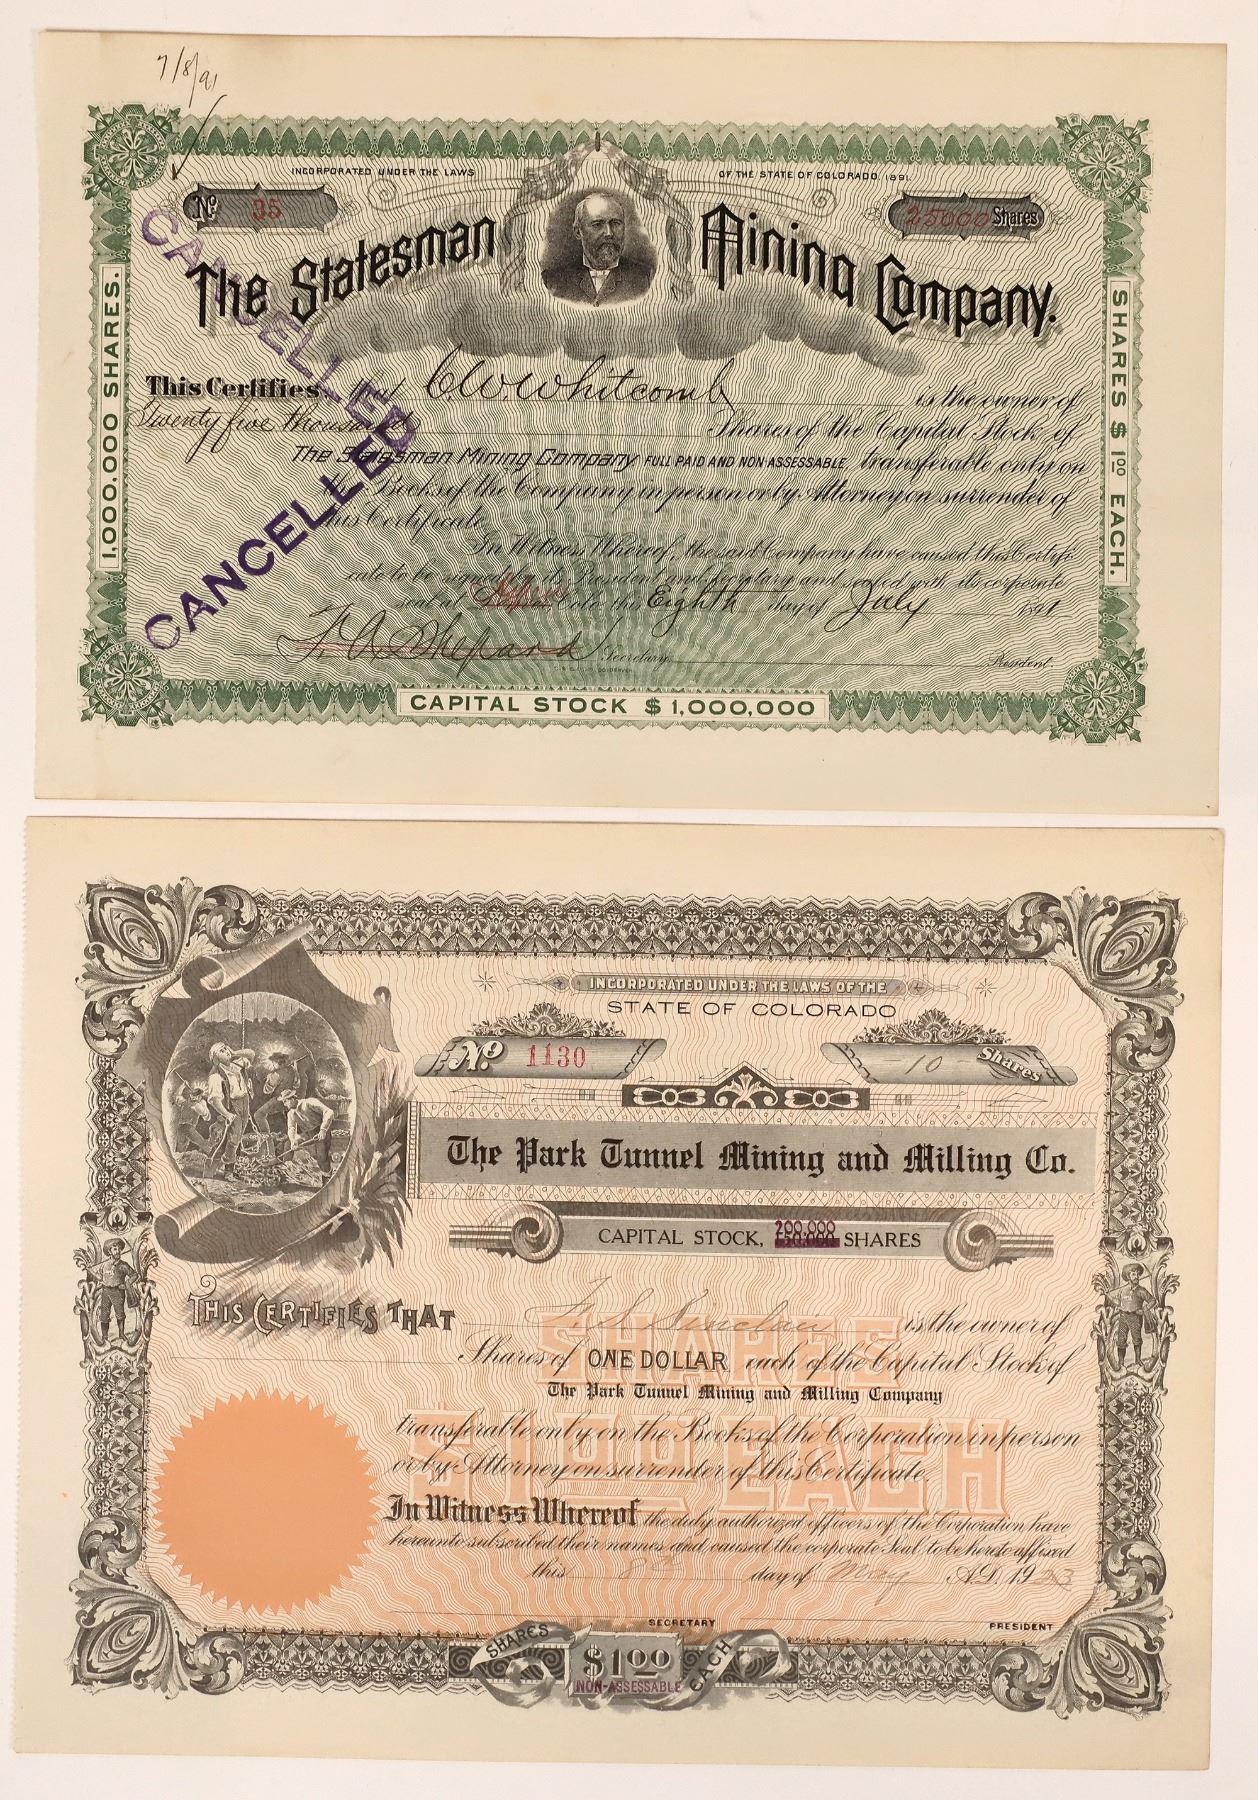 7/8/91
INCORPORATED UNDER THE LAWS OF THE STATE OF COLORADO, 1891.
No 35
25000 Shares
The Statesman Mining Company.
CANCELLED
CANCELLED
1,000,000 SHARES.
SHARES $1.00 EACH.
This Certifies that C.W. Whitcomb is the owner of
Twenty five thousand Shares of the Capital Stock of
The Statesman Mining Company FULL PAID AND NON-ASSESSABLE, transferable only on
the Books of the Company in person or by Attorney on surrender of
this Certificate
In Witness Whereof, the said Company have caused this Certifi-
cate to be signed by its President and Secretary and sealed with its corporate
seal at Colo. this Eighth day of July 1891
Secretary
President.
CAPITAL STOCK $1,000,000
INCORPORATED UNDER THE LAWS OF THE
STATE OF COLORADO
No. 1130
10 Shares
The Park Tunnel Mining and Milling Co.
CAPITAL STOCK, 200,000 SHARES
THIS CERTIFIES THAT F. S. Sinclair is the owner of
Shares of ONE DOLLAR each of the Capital Stock of
The Park Tunnel Mining and Milling Company
transferable only on the Books of the Corporation in person
or by Attorney on surrender of this Certificate.
SHARES
$1.00 EACH
In Witness Whereof the duly authorized officers of the Corporation have
hereunto subscribed their names and caused the corporate Seal to be hereto affixed
this 8th day of May A.D. 1923
SECRETARY
PRESIDENT
SHARES $1.00 EACH
NON-ASSESSABLE